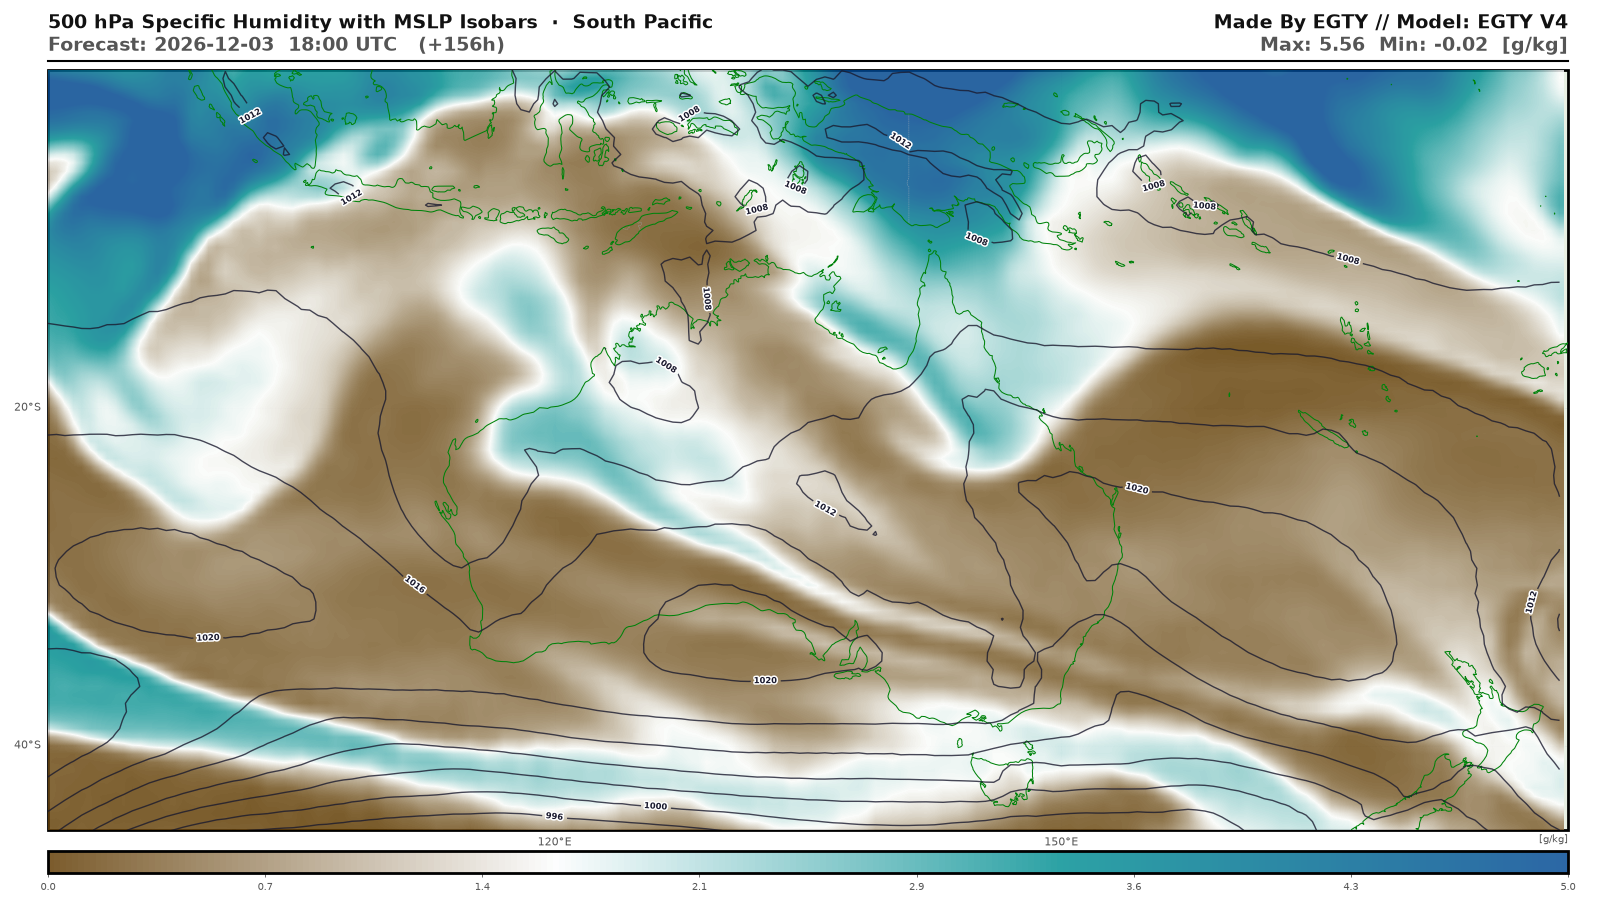 500 hPa Specific Humidity with MSLP Isobars · South Pacific
Made By EGTY // Model: EGTY V4
Forecast: 2026-12-03 18:00 UTC (+156h)
Max: 5.56 Min: -0.02 [g/kg]
1012
1008
1012
1012
1008
1008
1008
1008
1008
1008
1008
1008
1008
20°S
1020
1012
1016
1012
1020
1020
40°S
1000
996
120°E
150°E
[g/kg]
0.0 0.7 1.4 2.1 2.9 3.6 4.3 5.0